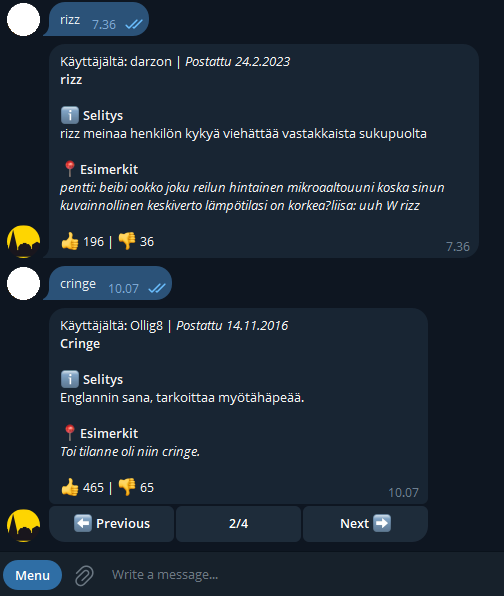 rizz 7.36
Käyttäjältä: darzon | Postattu 24.2.2023
rizz
Selitys
rizz meinaa henkilön kykyä viehättää vastakkaista sukupuolta
Esimerkit
pentti: beibi ookko joku reilun hintainen mikroaaltouuni koska sinun
kuvainnollinen keskiverto lämpötilasi on korkea?liisa: uuh W rizz
👍 196 | 👎 36
7.36
cringe 10.07
Käyttäjältä: Ollig8 | Postattu 14.11.2016
Cringe
Selitys
Englannin sana, tarkoittaa myötähäpeää.
Esimerkit
Toi tilanne oli niin cringe.
👍 465 | 👎 65
10.07
⬅️ Previous 2/4 Next ➡️
Menu Write a message...